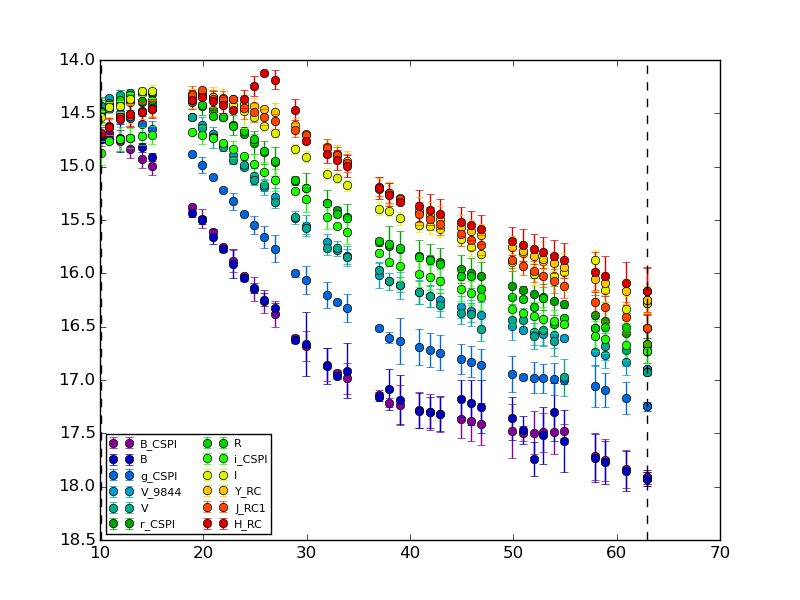 14.0
14.5
15.0
15.5
16.0
16.5
17.0
17.5
18.0
18.5
B_CSPI R
B i_CSPI
g_CSPI I
V_9844 Y_RC
V J_RC1
r_CSPI H_RC
10 20 30 40 50 60 70